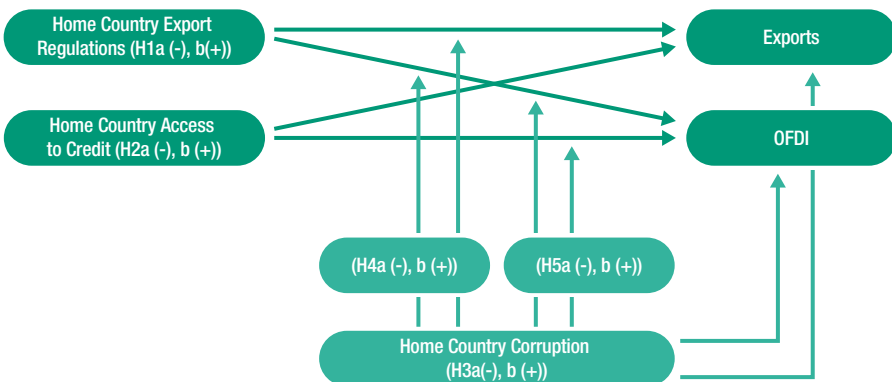 Home Country Export
Regulations (H1a (-), b(+))
Exports
Home Country Access
to Credit (H2a (-), b (+))
OFDI
(H4a (-), b (+))
(H5a (-), b (+))
Home Country Corruption
(H3a(-), b (+))